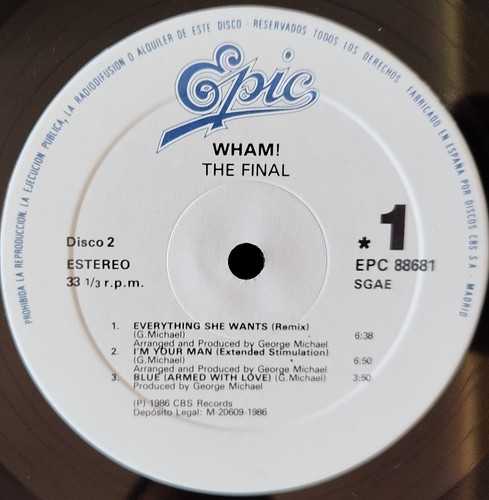 PROHIBIDA LA REPRODUCCION, LA EJECUCION PUBLICA, LA RADIODIFUSION O ALQUILER DE ESTE DISCO · RESERVADOS TODOS LOS DERECHOS · FABRICADO EN ESPAÑA POR DISCOS CBS S.A. · MADRID
Epic
WHAM!
THE FINAL
Disco 2
* 1
ESTEREO
EPC 88681
33 1/3 r.p.m.
SGAE
1. EVERYTHING SHE WANTS (Remix)
(G.Michael) 6:38
Arranged and Produced by George Michael
2. I'M YOUR MAN (Extended Stimulation)
(G.Michael) 6:50
Arranged and Produced by George Michael
3. BLUE (ARMED WITH LOVE) (G.Michael) 3:50
Produced by George Michael
(P) 1986 CBS Records
Depósito Legal: M-20609-1986